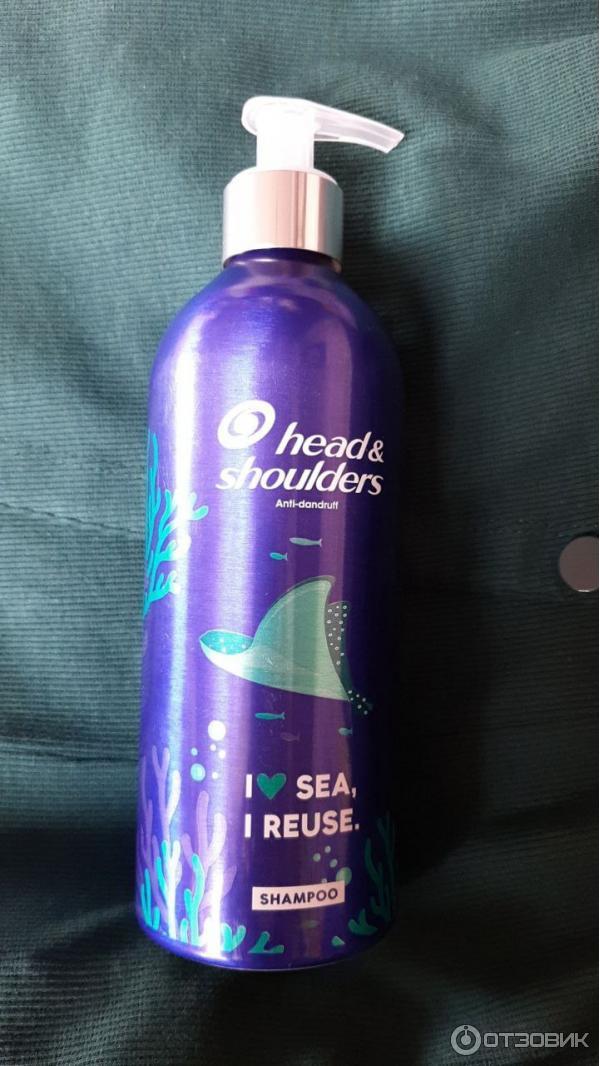 head &
shoulders
Anti-dandruff
I ♥ SEA,
I REUSE.
SHAMPOO
ОТЗОВИК